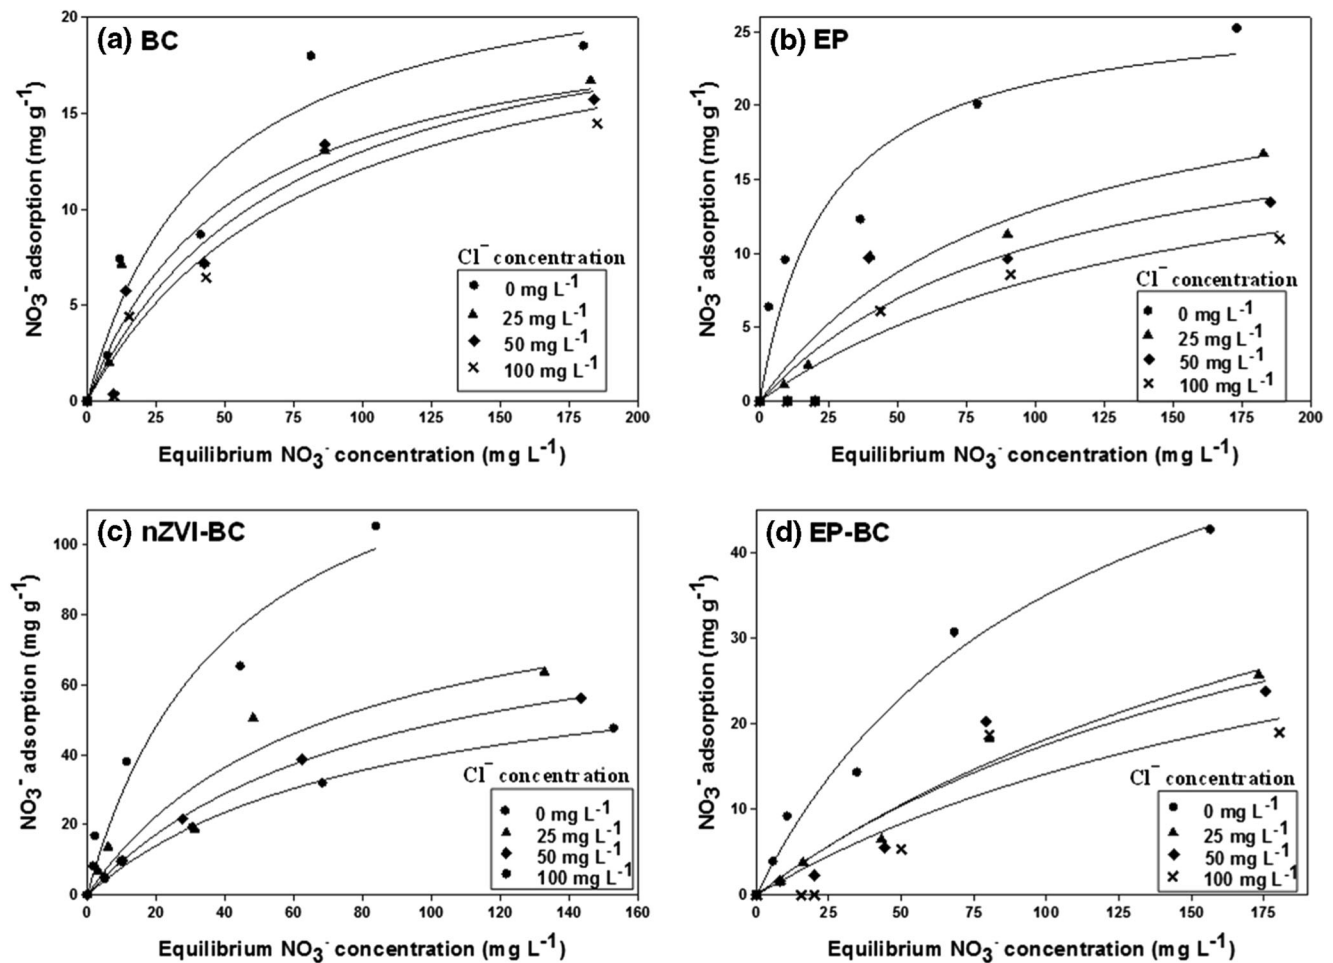 (a) BC
20
15
10
5
0
NO₃⁻ adsorption (mg g⁻¹)
Cl⁻ concentration
0 mg L⁻¹
25 mg L⁻¹
50 mg L⁻¹
100 mg L⁻¹
0 25 50 75 100 125 150 175 200
Equilibrium NO₃⁻ concentration (mg L⁻¹)
(b) EP
25
20
15
10
5
0
NO₃⁻ adsorption (mg g⁻¹)
Cl⁻ concentration
0 mg L⁻¹
25 mg L⁻¹
50 mg L⁻¹
100 mg L⁻¹
0 25 50 75 100 125 150 175 200
Equilibrium NO₃⁻ concentration (mg L⁻¹)
(c) nZVI-BC
100
80
60
40
20
0
NO₃⁻ adsorption (mg g⁻¹)
Cl⁻ concentration
0 mg L⁻¹
25 mg L⁻¹
50 mg L⁻¹
100 mg L⁻¹
0 20 40 60 80 100 120 140 160
Equilibrium NO₃⁻ concentration (mg L⁻¹)
(d) EP-BC
40
30
20
10
0
NO₃⁻ adsorption (mg g⁻¹)
Cl⁻ concentration
0 mg L⁻¹
25 mg L⁻¹
50 mg L⁻¹
100 mg L⁻¹
0 25 50 75 100 125 150 175
Equilibrium NO₃⁻ concentration (mg L⁻¹)